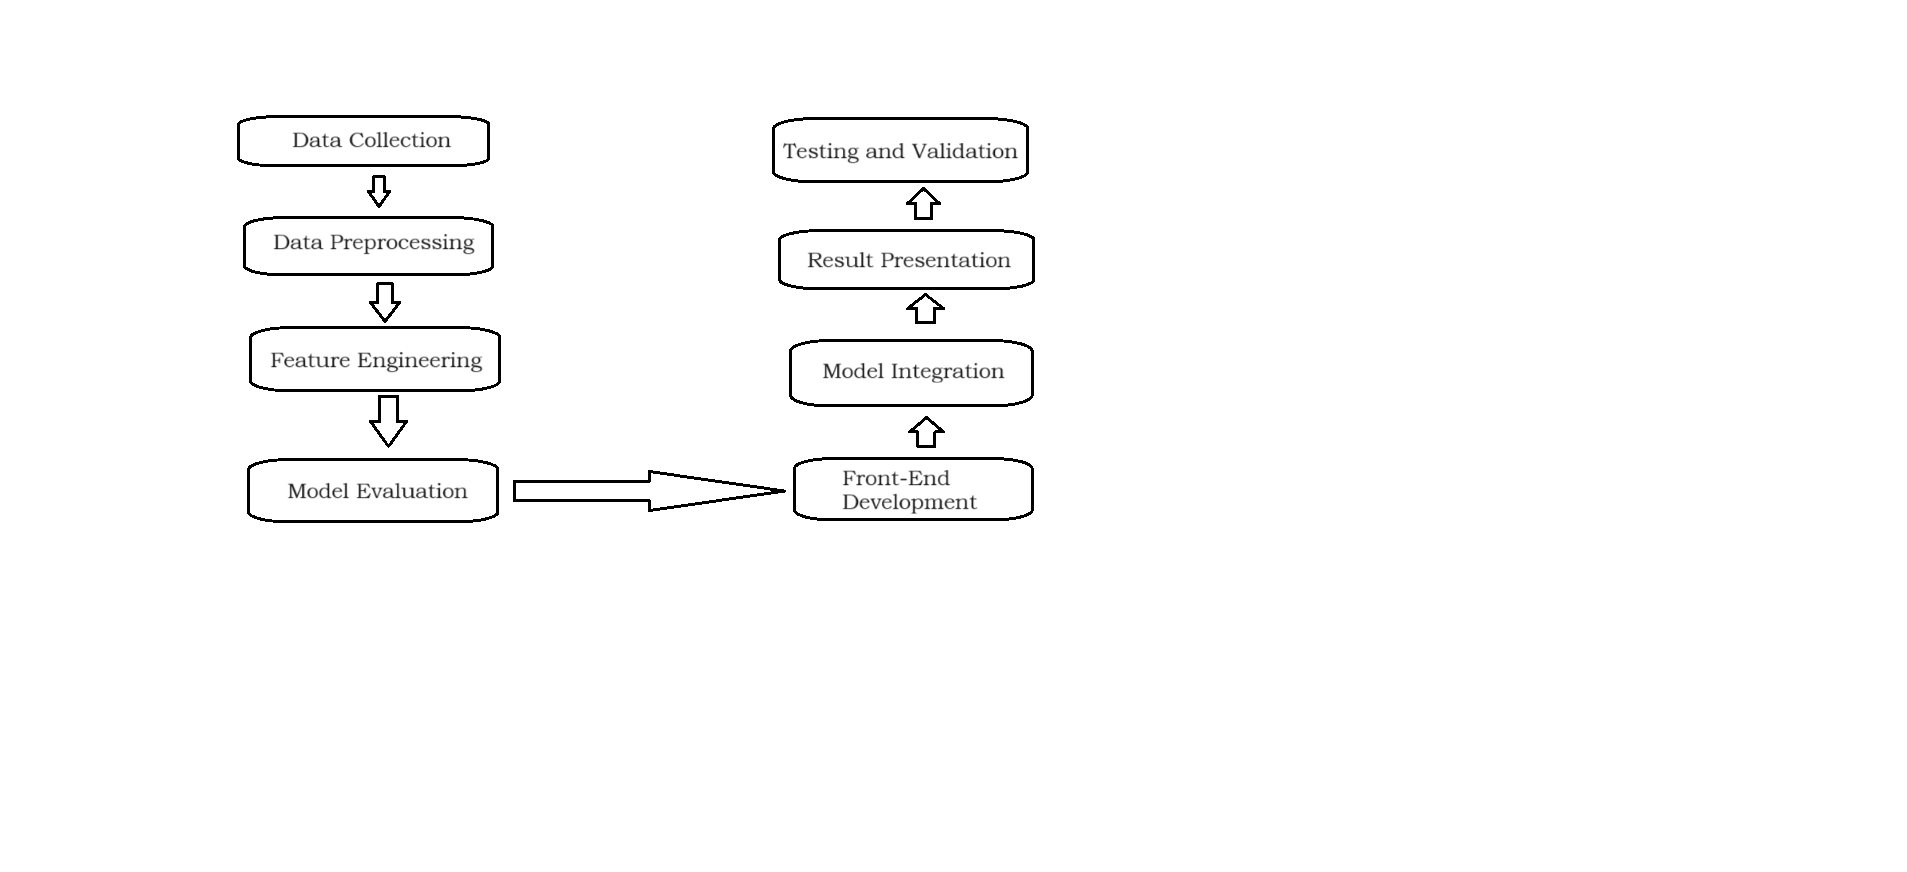 Data Collection
Data Preprocessing
Feature Engineering
Model Evaluation
Front-End
Development
Model Integration
Result Presentation
Testing and Validation